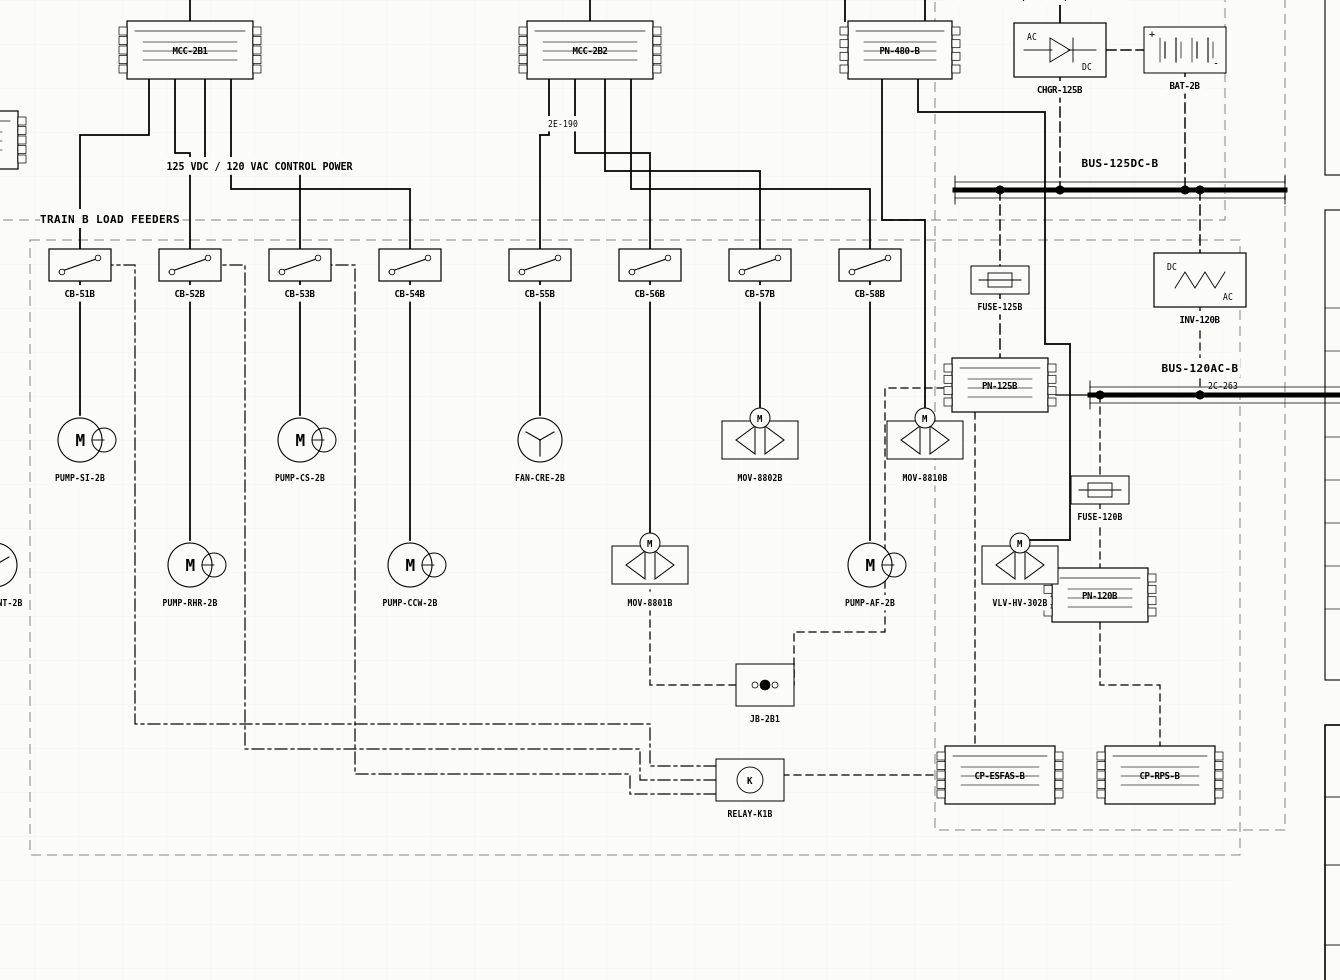 MCC-2B1
MCC-2B2
PN-480-B
AC
DC
CHGR-125B
+
-
BAT-2B
2E-190
125 VDC / 120 VAC CONTROL POWER
BUS-125DC-B
TRAIN B LOAD FEEDERS
CB-51B
CB-52B
CB-53B
CB-54B
CB-55B
CB-56B
CB-57B
CB-58B
FUSE-125B
DC
AC
INV-120B
BUS-120AC-B
2C-263
PN-125B
M
PUMP-SI-2B
M
PUMP-CS-2B
FAN-CRE-2B
M
MOV-8802B
M
MOV-8810B
FUSE-120B
NT-2B
M
PUMP-RHR-2B
M
PUMP-CCW-2B
M
MOV-8801B
M
PUMP-AF-2B
M
VLV-HV-302B
PN-120B
JB-2B1
K
RELAY-K1B
CP-ESFAS-B
CP-RPS-B